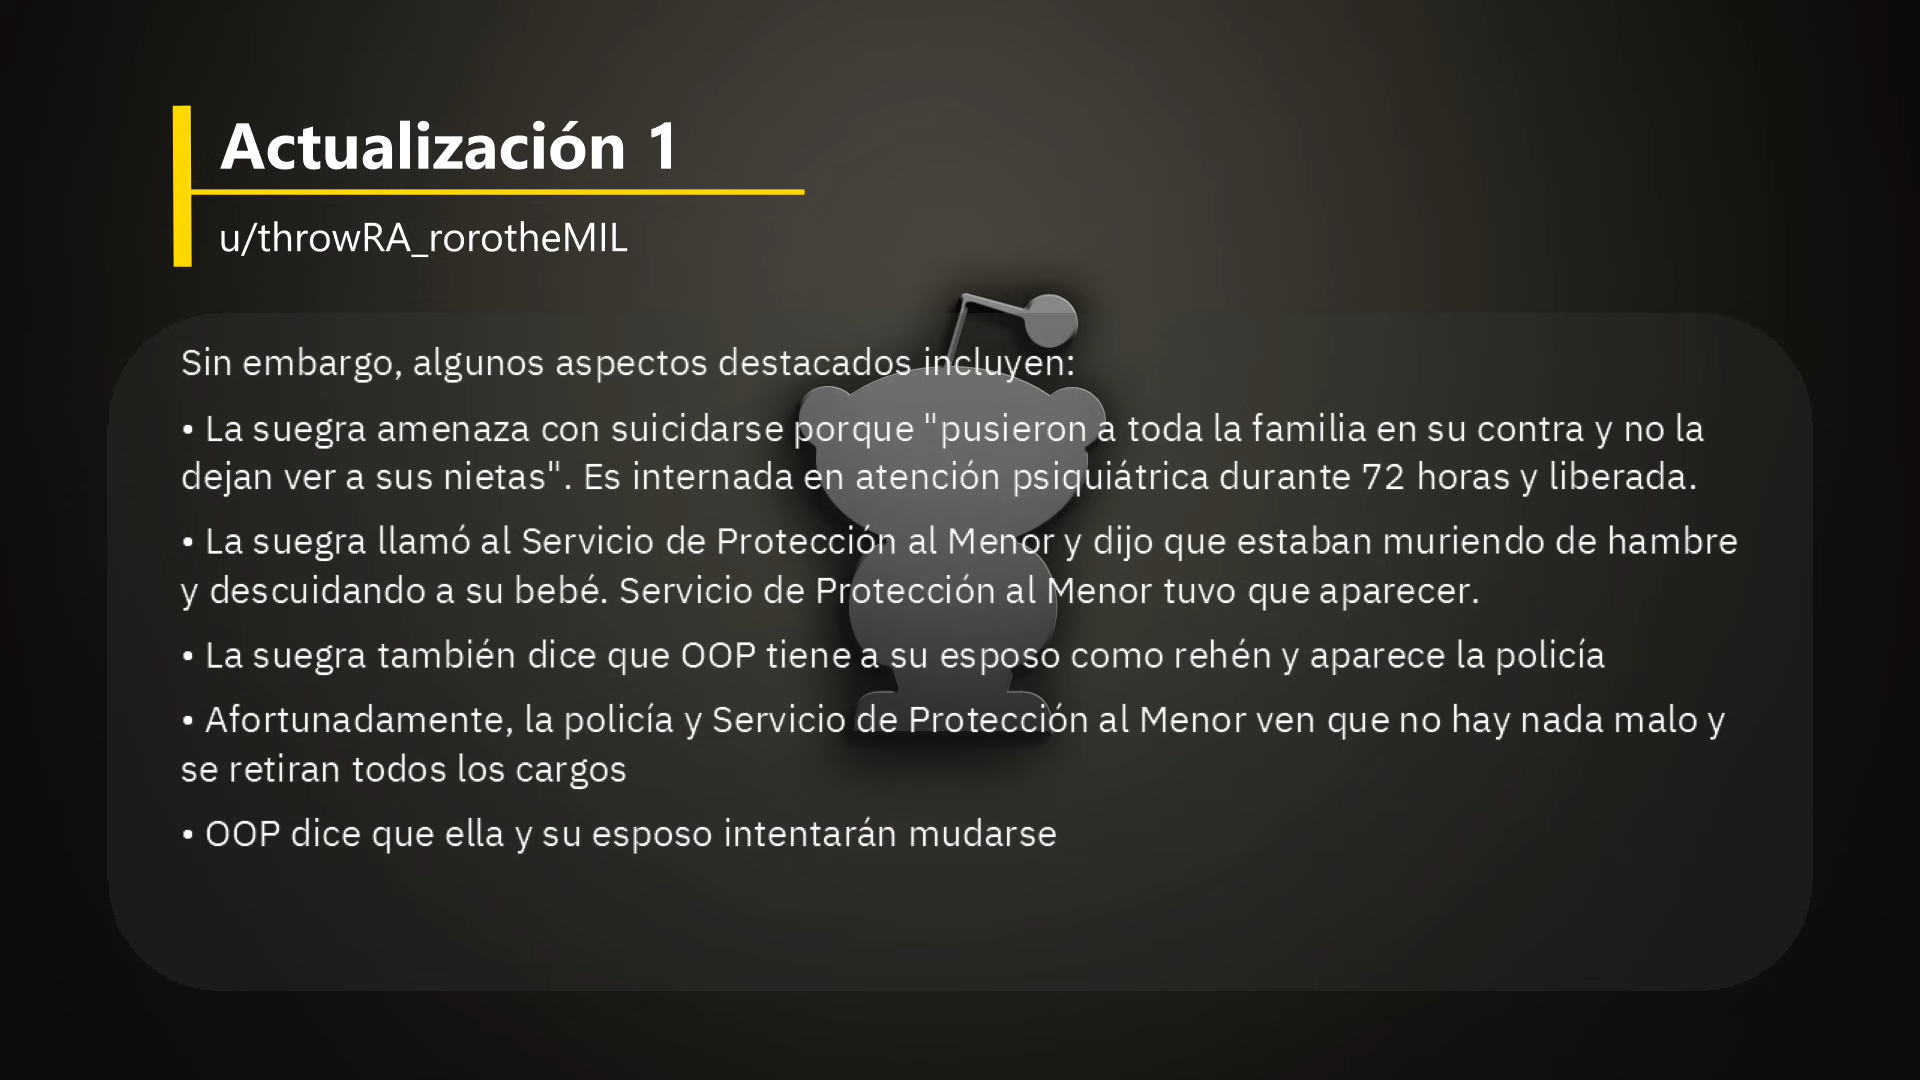 Actualización 1
u/throwRA_rorotheMIL
Sin embargo, algunos aspectos destacados incluyen:
• La suegra amenaza con suicidarse porque "pusieron a toda la familia en su contra y no la
dejan ver a sus nietas". Es internada en atención psiquiátrica durante 72 horas y liberada.
• La suegra llamó al Servicio de Protección al Menor y dijo que estaban muriendo de hambre
y descuidando a su bebé. Servicio de Protección al Menor tuvo que aparecer.
• La suegra también dice que OOP tiene a su esposo como rehén y aparece la policía
• Afortunadamente, la policía y Servicio de Protección al Menor ven que no hay nada malo y
se retiran todos los cargos
• OOP dice que ella y su esposo intentarán mudarse